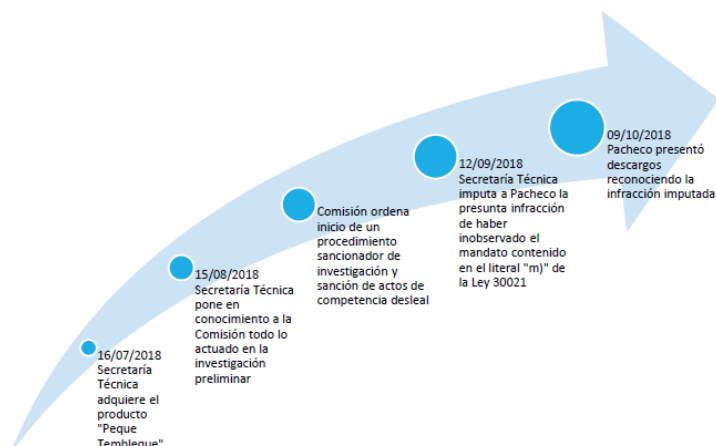 16/07/2018
Secretaría
Técnica
adquiere el
producto
"Peque
Tembleque"
15/08/2018
Secretaría Técnica
pone en
conocimiento a la
Comisión todo lo
actuado en la
investigación
preliminar
Comisión ordena
inicio de un
procedimiento
sancionador de
investigación y
sanción de actos de
competencia desleal
12/09/2018
Secretaría Técnica
imputa a Pacheco la
presunta infracción
de haber
inobservado el
mandato contenido
en el literal "m)" de
la Ley 30021
09/10/2018
Pacheco presentó
descargos
reconociendo la
infracción imputada